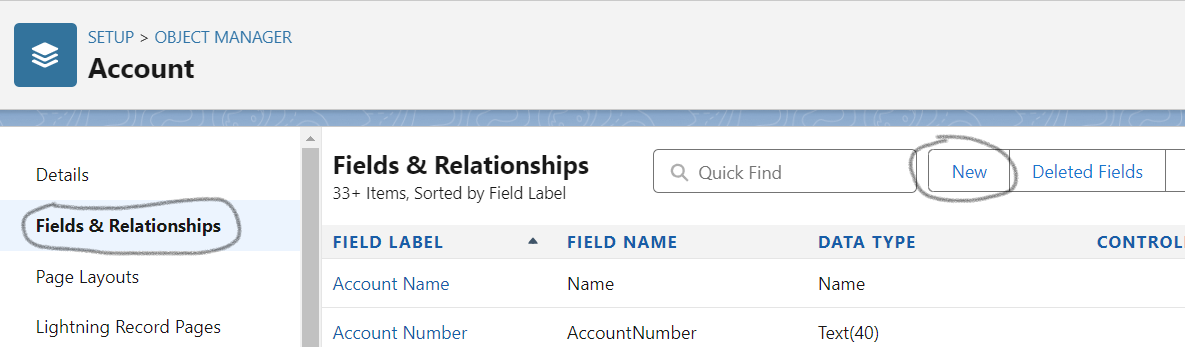 SETUP > OBJECT MANAGER
Account
Details
Fields & Relationships
Page Layouts
Lightning Record Pages
Fields & Relationships
33+ Items, Sorted by Field Label
Quick Find
New
Deleted Fields
FIELD LABEL FIELD NAME DATA TYPE
Account Name Name Name
Account Number AccountNumber Text(40)